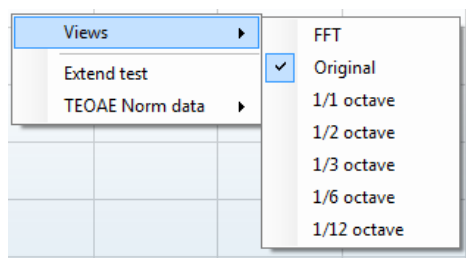 Views
Extend test
TEOAE Norm data
FFT
Original
1/1 octave
1/2 octave
1/3 octave
1/6 octave
1/12 octave